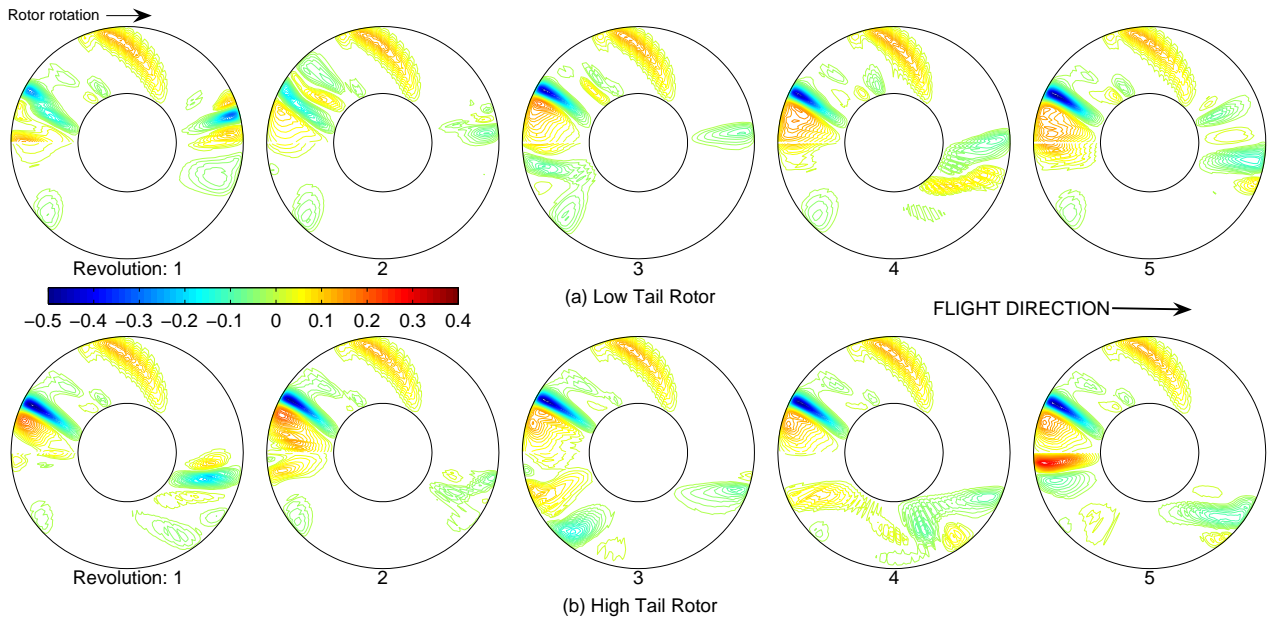 Rotor rotation
Revolution: 1
2
3
4
5
−0.5 −0.4 −0.3 −0.2 −0.1 0 0.1 0.2 0.3 0.4
(a) Low Tail Rotor
FLIGHT DIRECTION
Revolution: 1
2
3
4
5
(b) High Tail Rotor